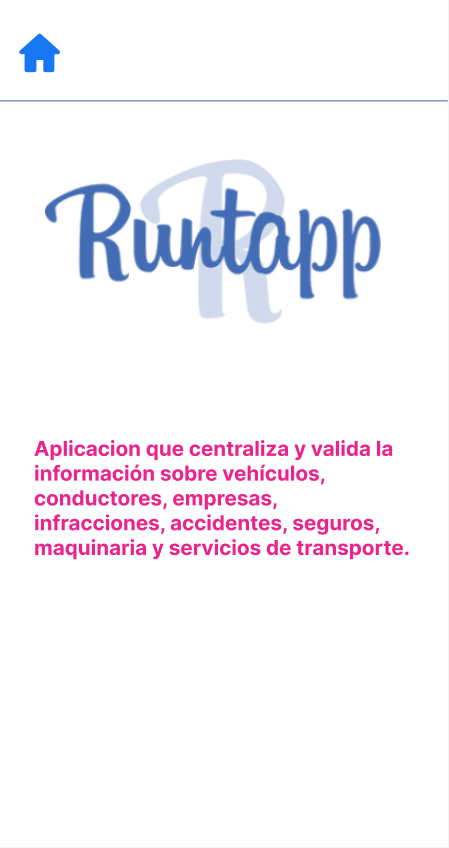 Runtapp
Aplicacion que centraliza y valida la
información sobre vehículos,
conductores, empresas,
infracciones, accidentes, seguros,
maquinaria y servicios de transporte.